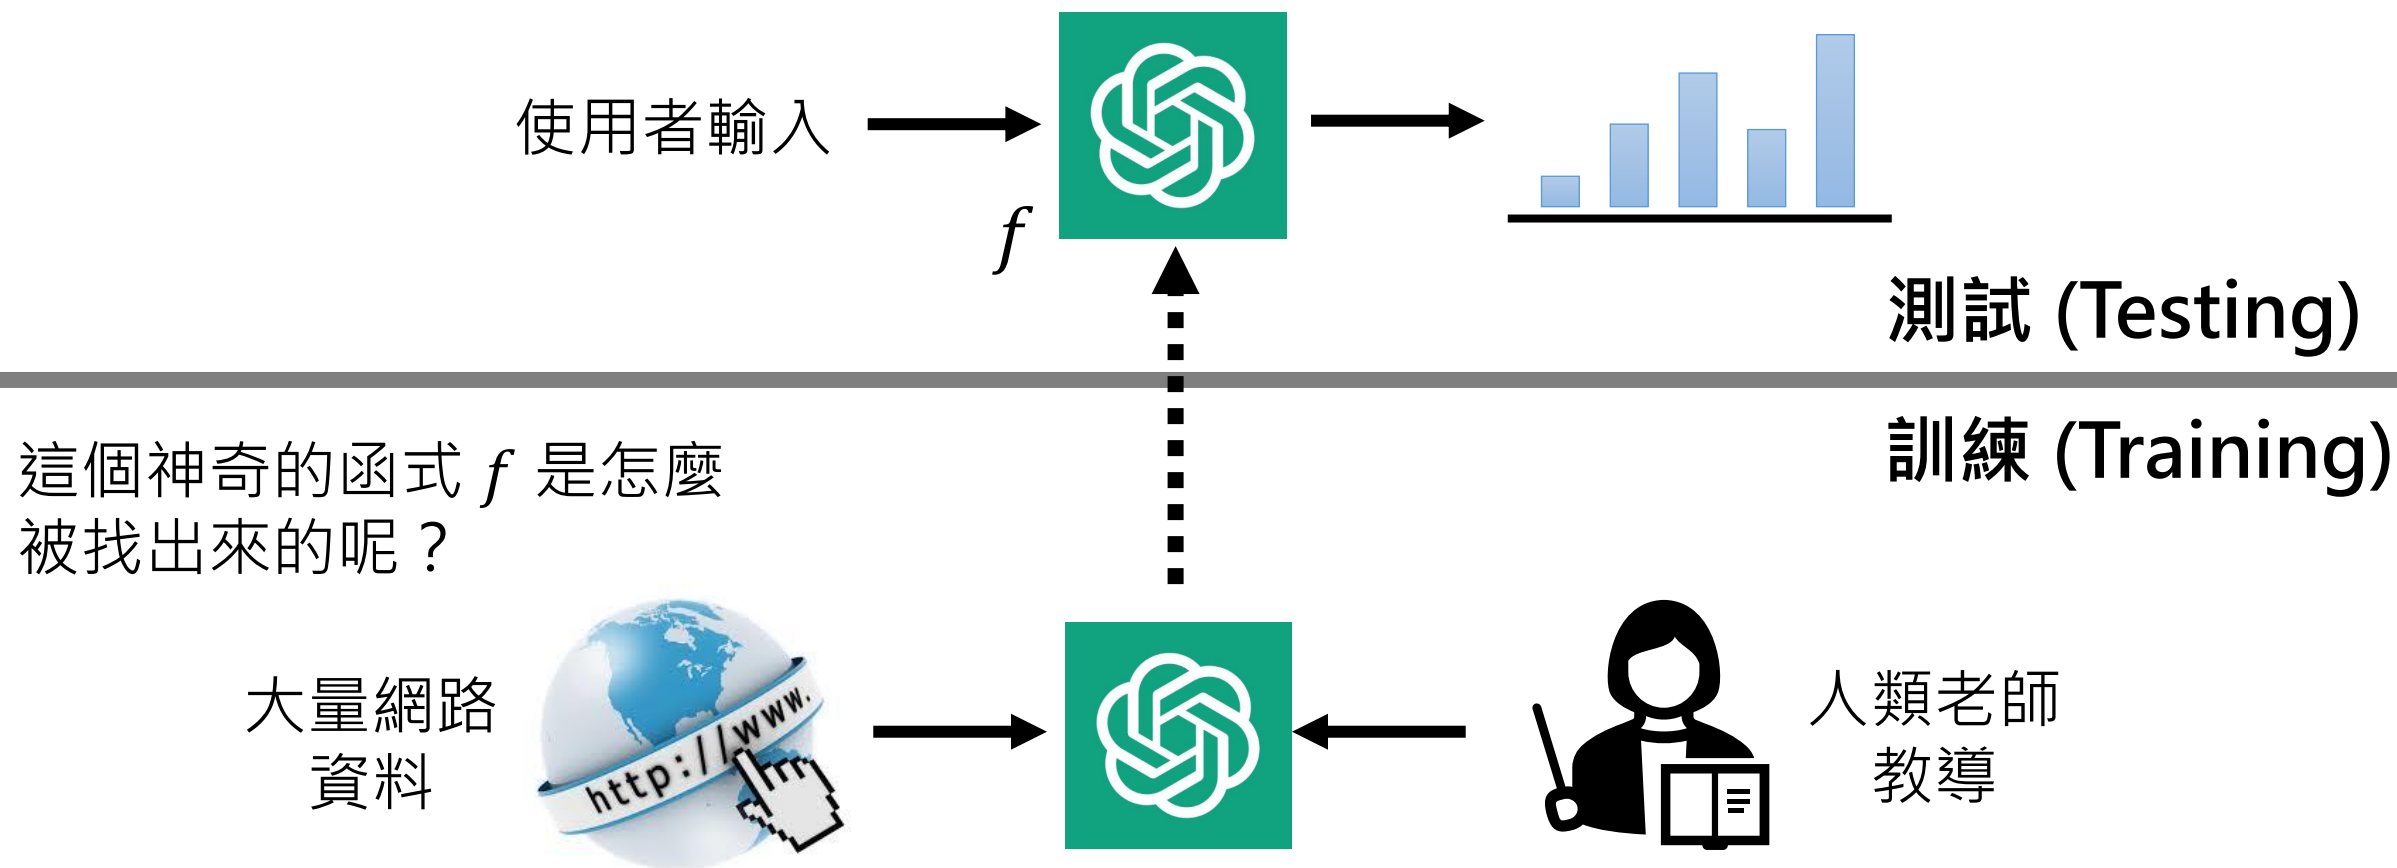 使用者輸入
f
測試 (Testing)
訓練 (Training)
這個神奇的函式 f 是怎麼
被找出來的呢？
大量網路
資料
http://www.
人類老師
教導